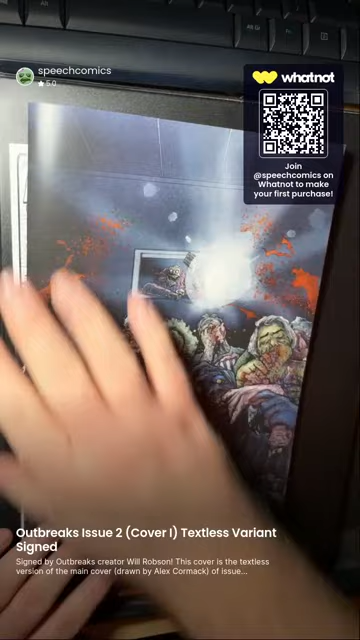 speechcomics
★ 5.0
whatnot
Join
@speechcomics on
Whatnot to make
your first purchase!
Outbreaks Issue 2 (Cover I) Textless Variant
Signed
Signed by Outbreaks creator Will Robson! This cover is the textless
version of the main cover (drawn by Alex Cormack) of issue...